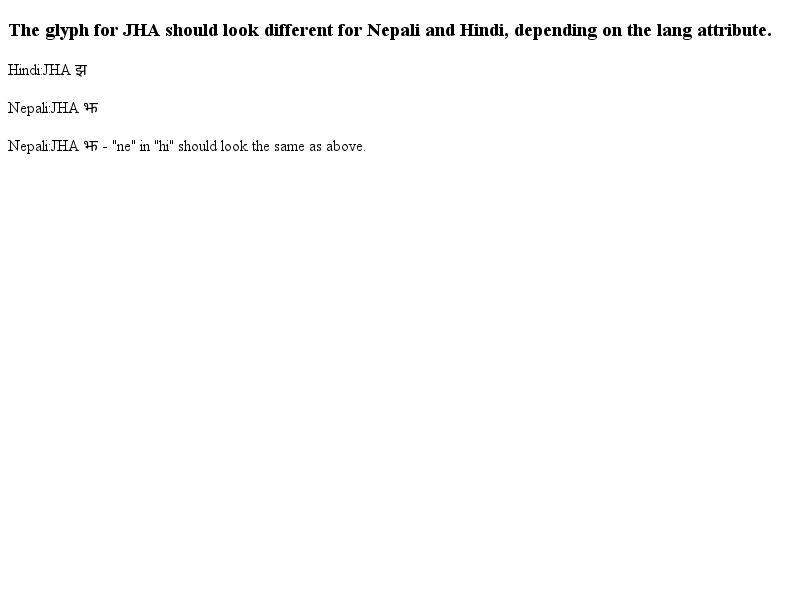 The glyph for JHA should look different for Nepali and Hindi, depending on the lang attribute.
Hindi:JHA झ
Nepali:JHA झ
Nepali:JHA झ - "ne" in "hi" should look the same as above.